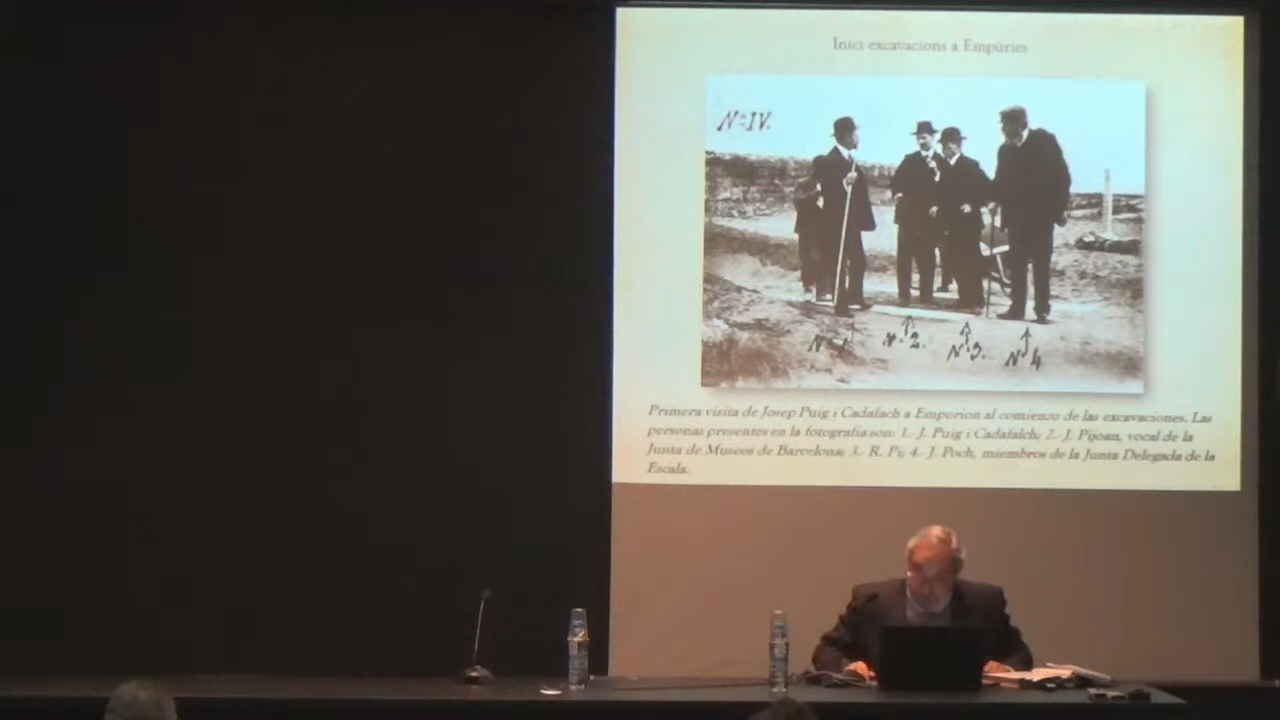 Inici excavacions a Empúries
Nº IV.
Nº 1
Nº 2.
Nº 3.
Nº 4
Primera visita de Josep Puig i Cadafach a Emporion al comienzo de las excavaciones. Las
personas presentes en la fotografia son: 1.- J. Puig i Cadafalch; 2.- J. Pijoan, vocal de la
Junta de Museos de Barcelona; 3.- R. Pi; 4.- J. Poch, miembros de la Junta Delegada de la
Escala.